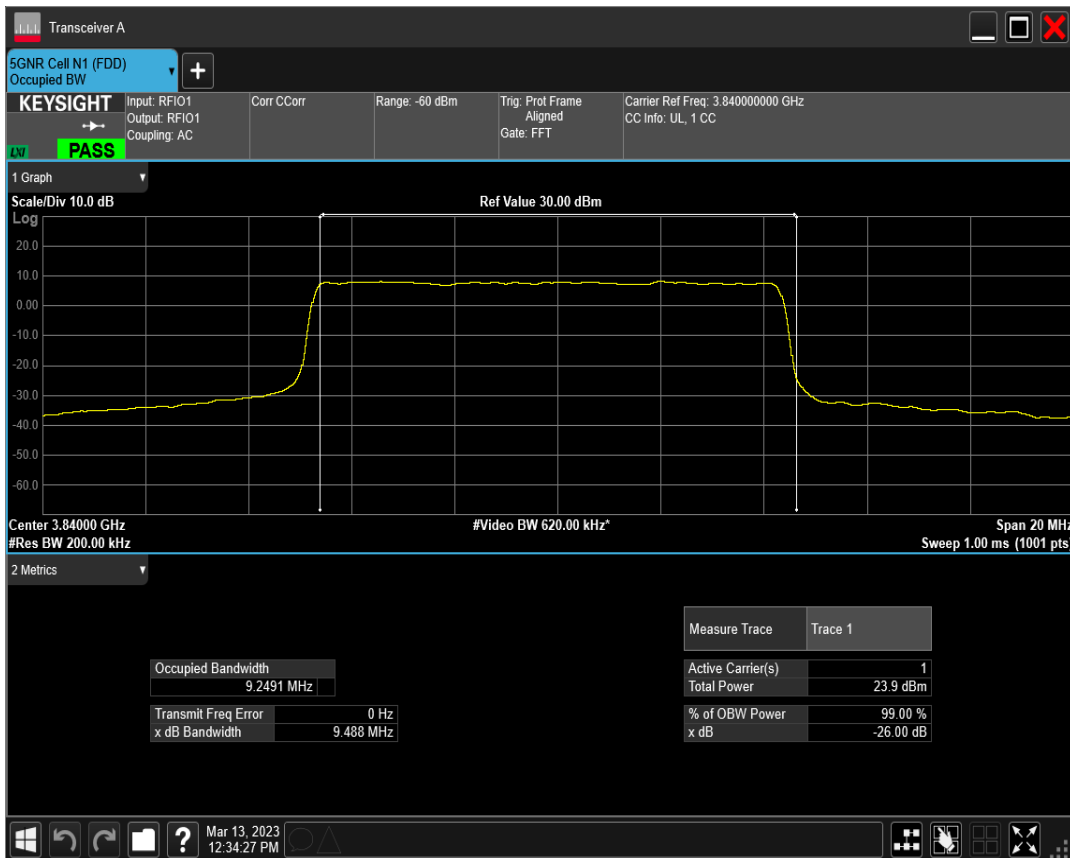 Transceiver A
5GNR Cell N1 (FDD)
Occupied BW
+
KEYSIGHT
LXI
PASS
Input: RFIO1
Output: RFIO1
Coupling: AC
Corr CCorr
Range: -60 dBm
Trig: Prot Frame
Aligned
Gate: FFT
Carrier Ref Freq: 3.840000000 GHz
CC Info: UL, 1 CC
1 Graph
Scale/Div 10.0 dB
Ref Value 30.00 dBm
Log
20.0
10.0
0.00
-10.0
-20.0
-30.0
-40.0
-50.0
-60.0
Center 3.84000 GHz
#Video BW 620.00 kHz*
Span 20 MHz
#Res BW 200.00 kHz
Sweep 1.00 ms (1001 pts)
2 Metrics
Measure Trace Trace 1
Occupied Bandwidth
9.2491 MHz
Active Carrier(s) 1
Total Power 23.9 dBm
Transmit Freq Error 0 Hz
x dB Bandwidth 9.488 MHz
% of OBW Power 99.00 %
x dB -26.00 dB
?
Mar 13, 2023
12:34:27 PM